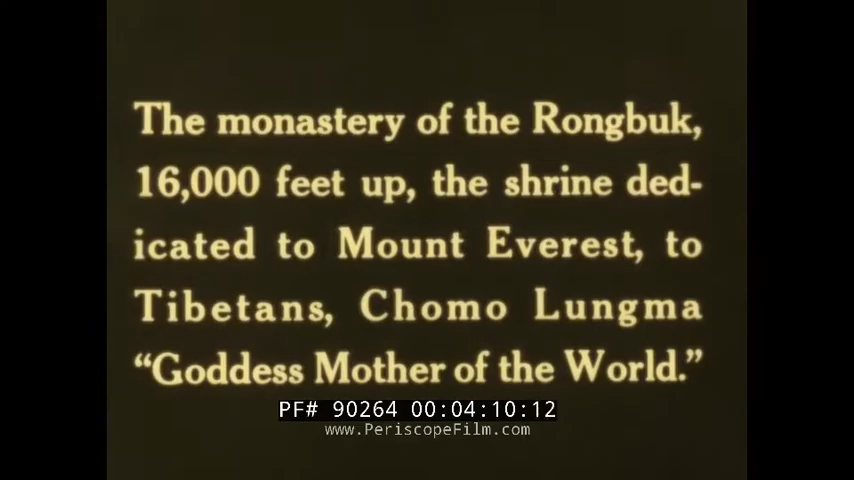 The monastery of the Rongbuk,
16,000 feet up, the shrine ded-
icated to Mount Everest, to
Tibetans, Chomo Lungma
“Goddess Mother of the World.”
PF# 90264 00:04:10:12
www.PeriscopeFilm.com